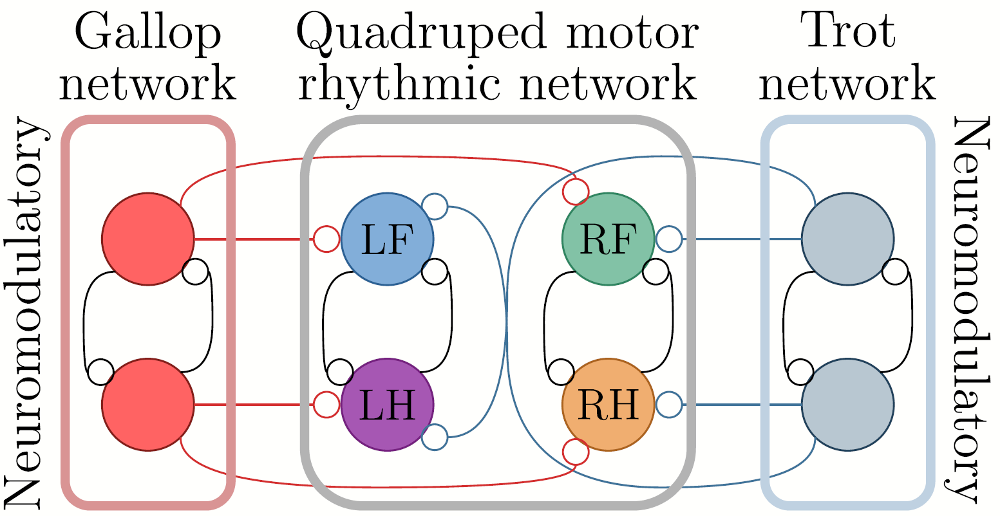 Gallop
network
Quadruped motor
rhythmic network
Trot
network
Neuromodulatory
LF
RF
LH
RH
Neuromodulatory